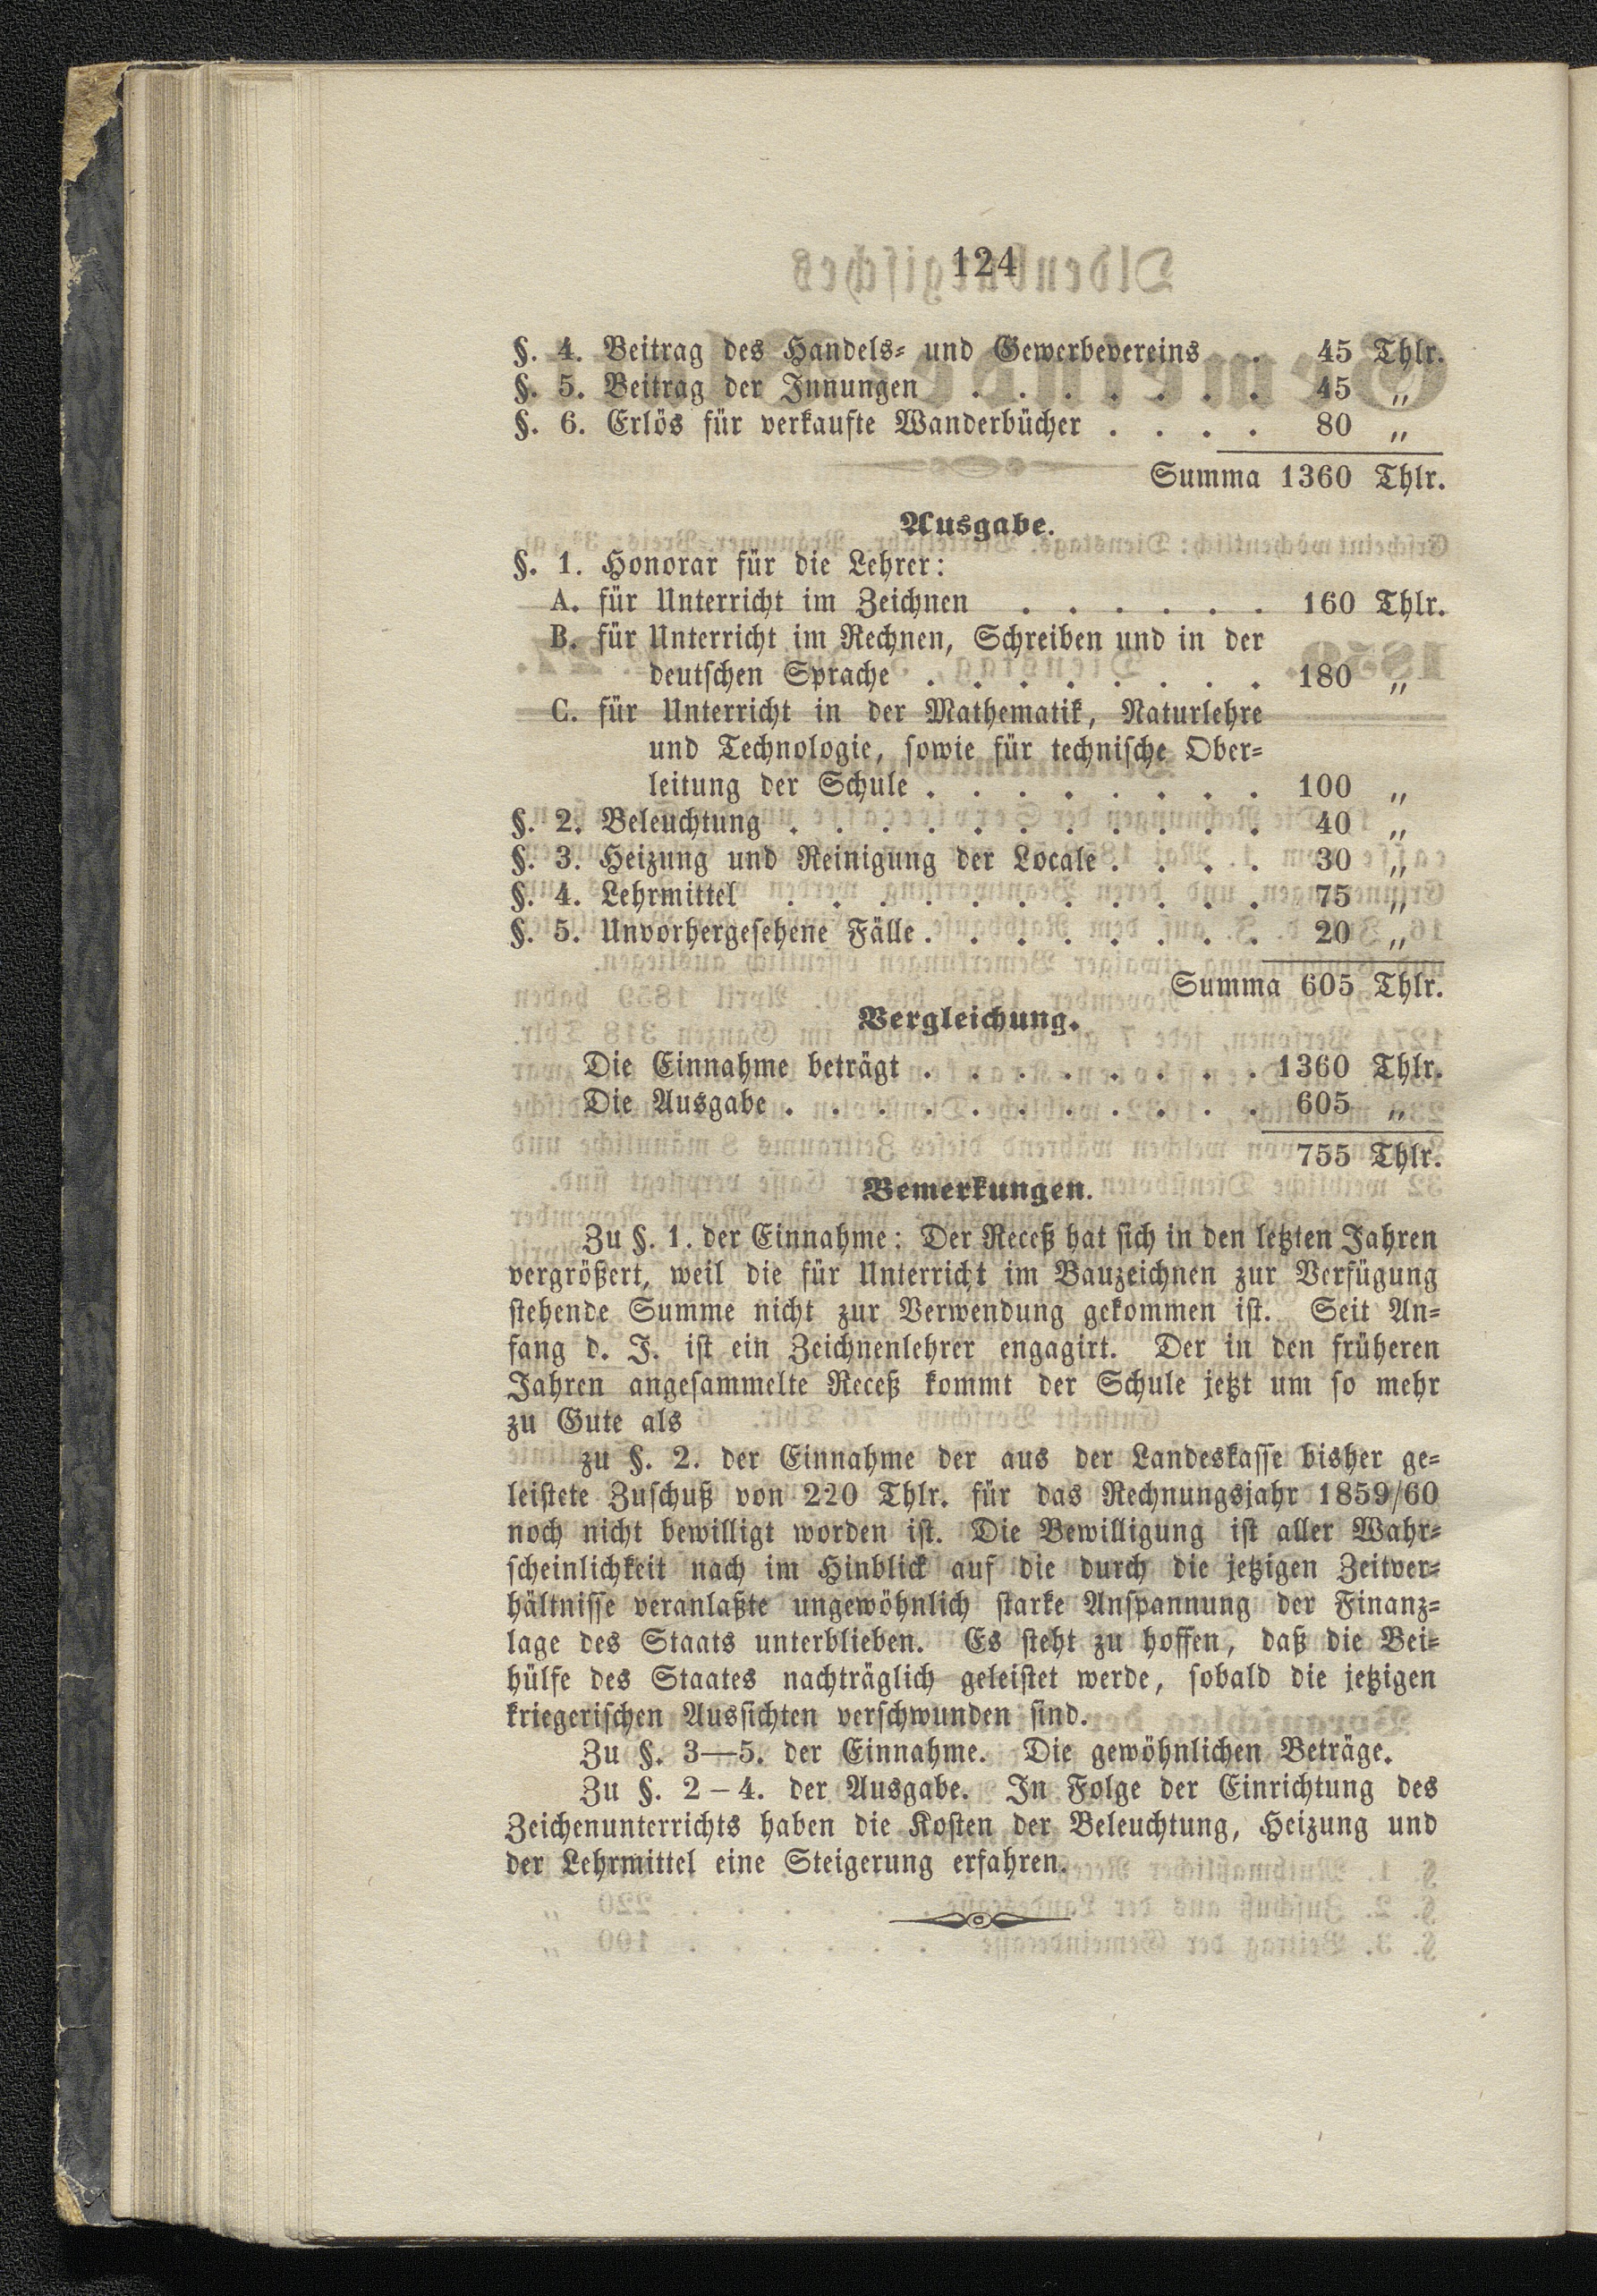 124
§. 4. Beitrag des Handels- und Gewerbevereins . 45 Thlr.
§. 5. Beitrag der Innungen . . . . . . . 45 „
§. 6. Erlös für verkaufte Wanderbücher . . . . 80 „
Summa 1360 Thlr.
Ausgabe.
§. 1. Honorar für die Lehrer:
A. für Unterricht im Zeichnen . . . . . . 160 Thlr.
B. für Unterricht im Rechnen, Schreiben und in der
deutschen Sprache . . . . . . . . 180 „
C. für Unterricht in der Mathematik, Naturlehre
und Technologie, sowie für technische Ober-
leitung der Schule . . . . . . . . 100 „
§. 2. Beleuchtung . . . . . . . . . . . 40 „
§. 3. Heizung und Reinigung der Locale . . . . 30 „
§. 4. Lehrmittel . . . . . . . . . . . 75 „
§. 5. Unvorhergesehene Fälle . . . . . . . . 20 „
Summa 605 Thlr.
Vergleichung.
Die Einnahme beträgt . . . . . . . . 1360 Thlr.
Die Ausgabe . . . . . . . . . . . 605 „
755 Thlr.
Bemerkungen.
Zu §. 1. der Einnahme: Der Receß hat sich in den letzten Jahren
vergrößert, weil die für Unterricht im Bauzeichnen zur Verfügung
stehende Summe nicht zur Verwendung gekommen ist. Seit An-
fang d. J. ist ein Zeichnenlehrer engagirt. Der in den früheren
Jahren angesammelte Receß kommt der Schule jetzt um so mehr
zu Gute als
zu §. 2. der Einnahme der aus der Landeskasse bisher ge-
leistete Zuschuß von 220 Thlr. für das Rechnungsjahr 1859/60
noch nicht bewilligt worden ist. Die Bewilligung ist aller Wahr-
scheinlichkeit nach im Hinblick auf die durch die jetzigen Zeitver-
hältnisse veranlaßte ungewöhnlich starke Anspannung der Finanz-
lage des Staats unterblieben. Es steht zu hoffen, daß die Bei-
hülfe des Staates nachträglich geleistet werde, sobald die jetzigen
kriegerischen Aussichten verschwunden sind.
Zu §. 3—5. der Einnahme. Die gewöhnlichen Beträge.
Zu §. 2–4. der Ausgabe. In Folge der Einrichtung des
Zeichenunterrichts haben die Kosten der Beleuchtung, Heizung und
der Lehrmittel eine Steigerung erfahren.